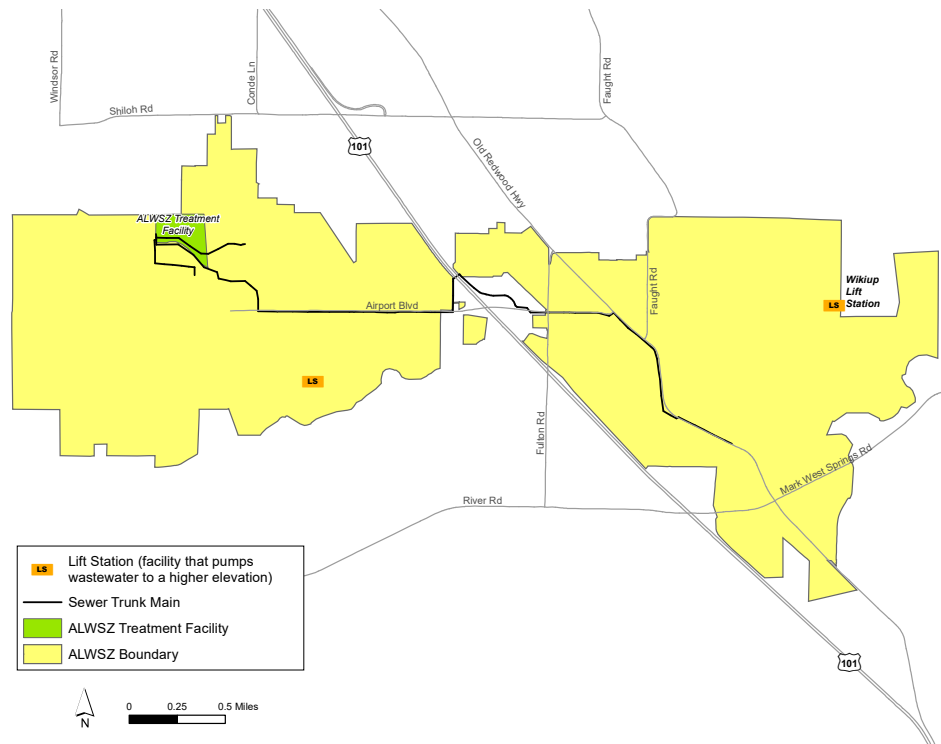 Windsor Rd
Conde Ln
Faught Rd
Shiloh Rd
101
Old Redwood Hwy
ALWSZ Treatment
Facility
Faught Rd
Wikiup
Lift
Station
LS
Airport Blvd
LS
Fulton Rd
Mark West Springs Rd
River Rd
LS
Lift Station (facility that pumps
wastewater to a higher elevation)
Sewer Trunk Main
ALWSZ Treatment Facility
ALWSZ Boundary
101
N
0 0.25 0.5 Miles